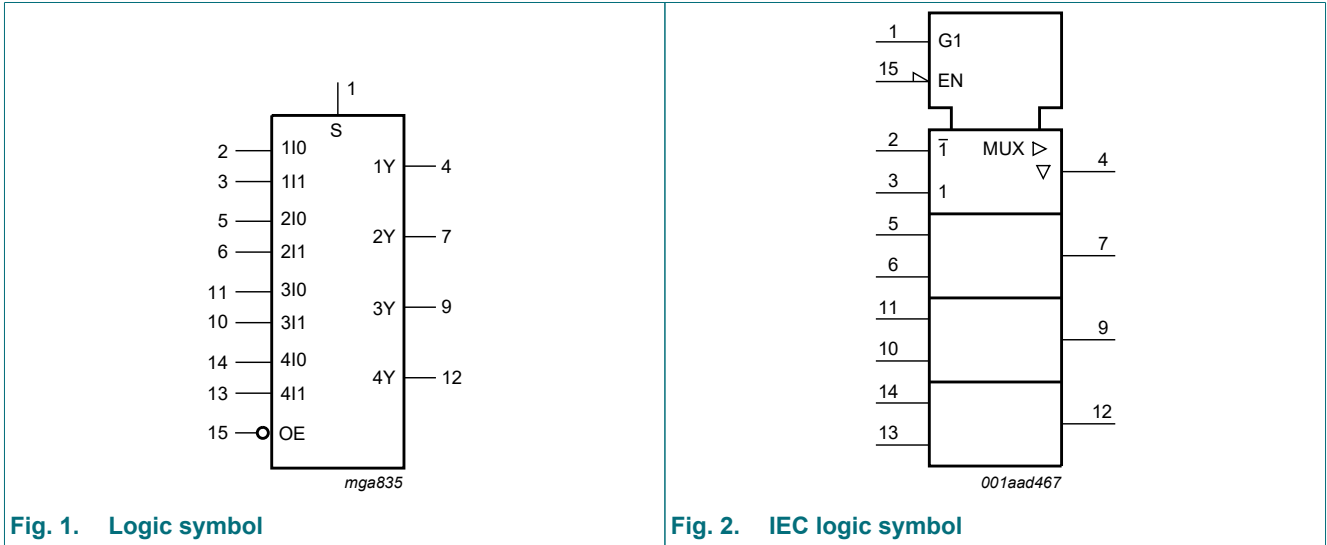 1
S
2 1I0
1Y 4
3 1I1
5 2I0
2Y 7
6 2I1
11 3I0
3Y 9
10 3I1
14 4I0
4Y 12
13 4I1
15 OE
mga835
Fig. 1. Logic symbol
1 G1
15 EN
2 1̅ MUX ▷
▽ 4
3 1
5
7
6
11
9
10
14
12
13
001aad467
Fig. 2. IEC logic symbol